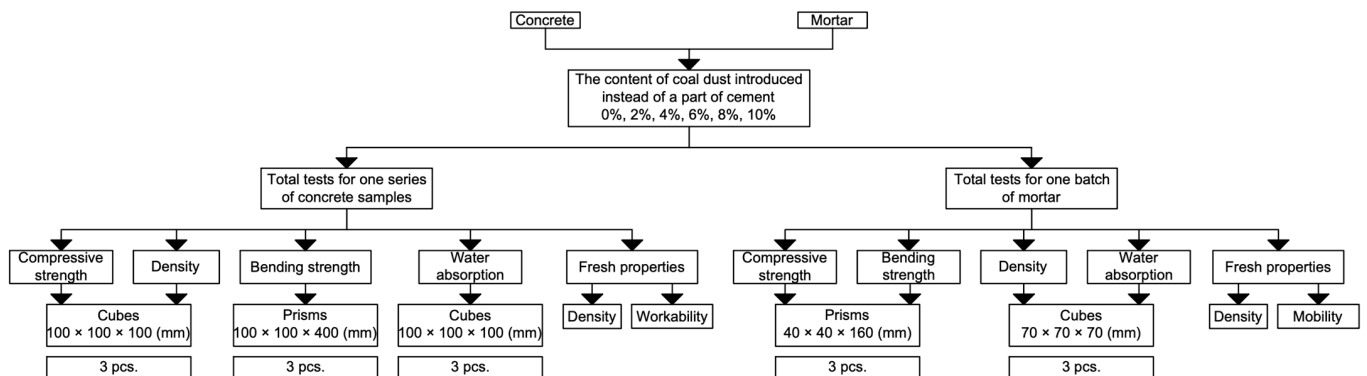 Concrete
Mortar
The content of coal dust introduced
instead of a part of cement
0%, 2%, 4%, 6%, 8%, 10%
Total tests for one series
of concrete samples
Total tests for one batch
of mortar
Compressive
strength
Density
Bending strength
Water
absorption
Fresh properties
Compressive
strength
Bending
strength
Density
Water
absorption
Fresh properties
Cubes
100 × 100 × 100 (mm)
Prisms
100 × 100 × 400 (mm)
Cubes
100 × 100 × 100 (mm)
Density
Workability
Prisms
40 × 40 × 160 (mm)
Cubes
70 × 70 × 70 (mm)
Density
Mobility
3 pcs.
3 pcs.
3 pcs.
3 pcs.
3 pcs.